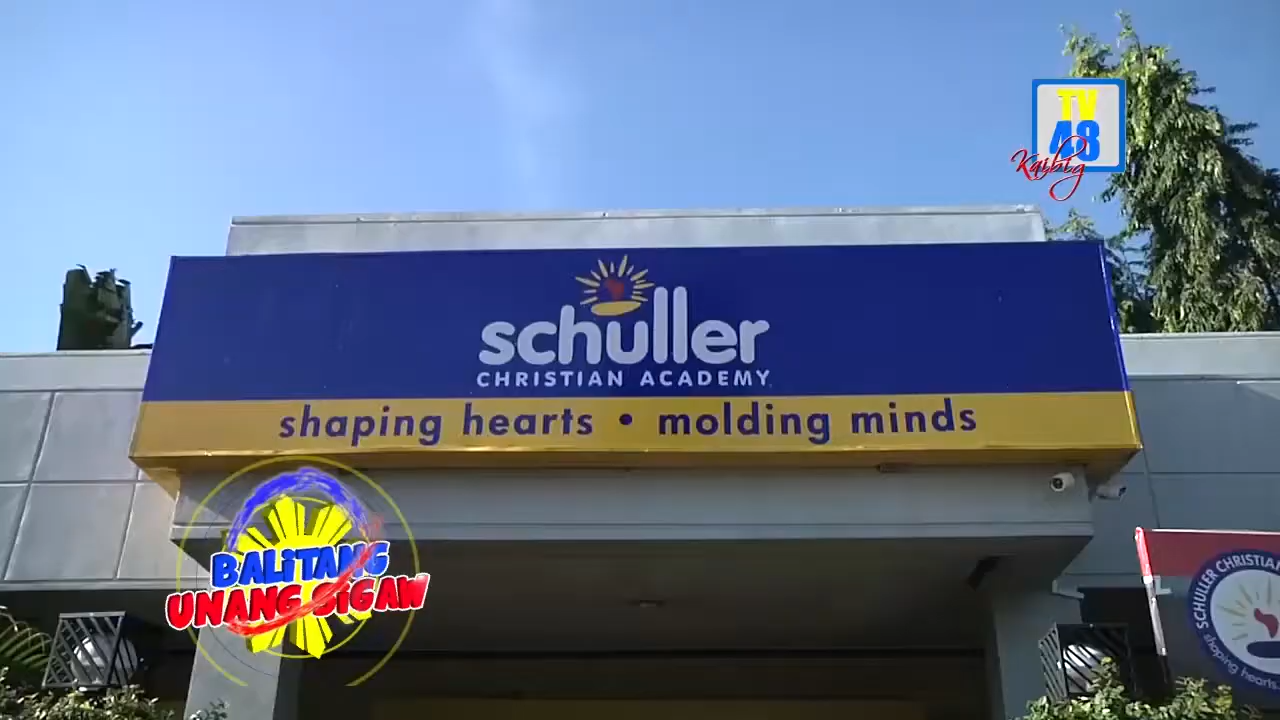 TV
48
Kaibig
schuller
CHRISTIAN ACADEMY
shaping hearts • molding minds
BALiTANG
UNANG SiGAW
SCHULLER CHRISTIAN
shaping hearts